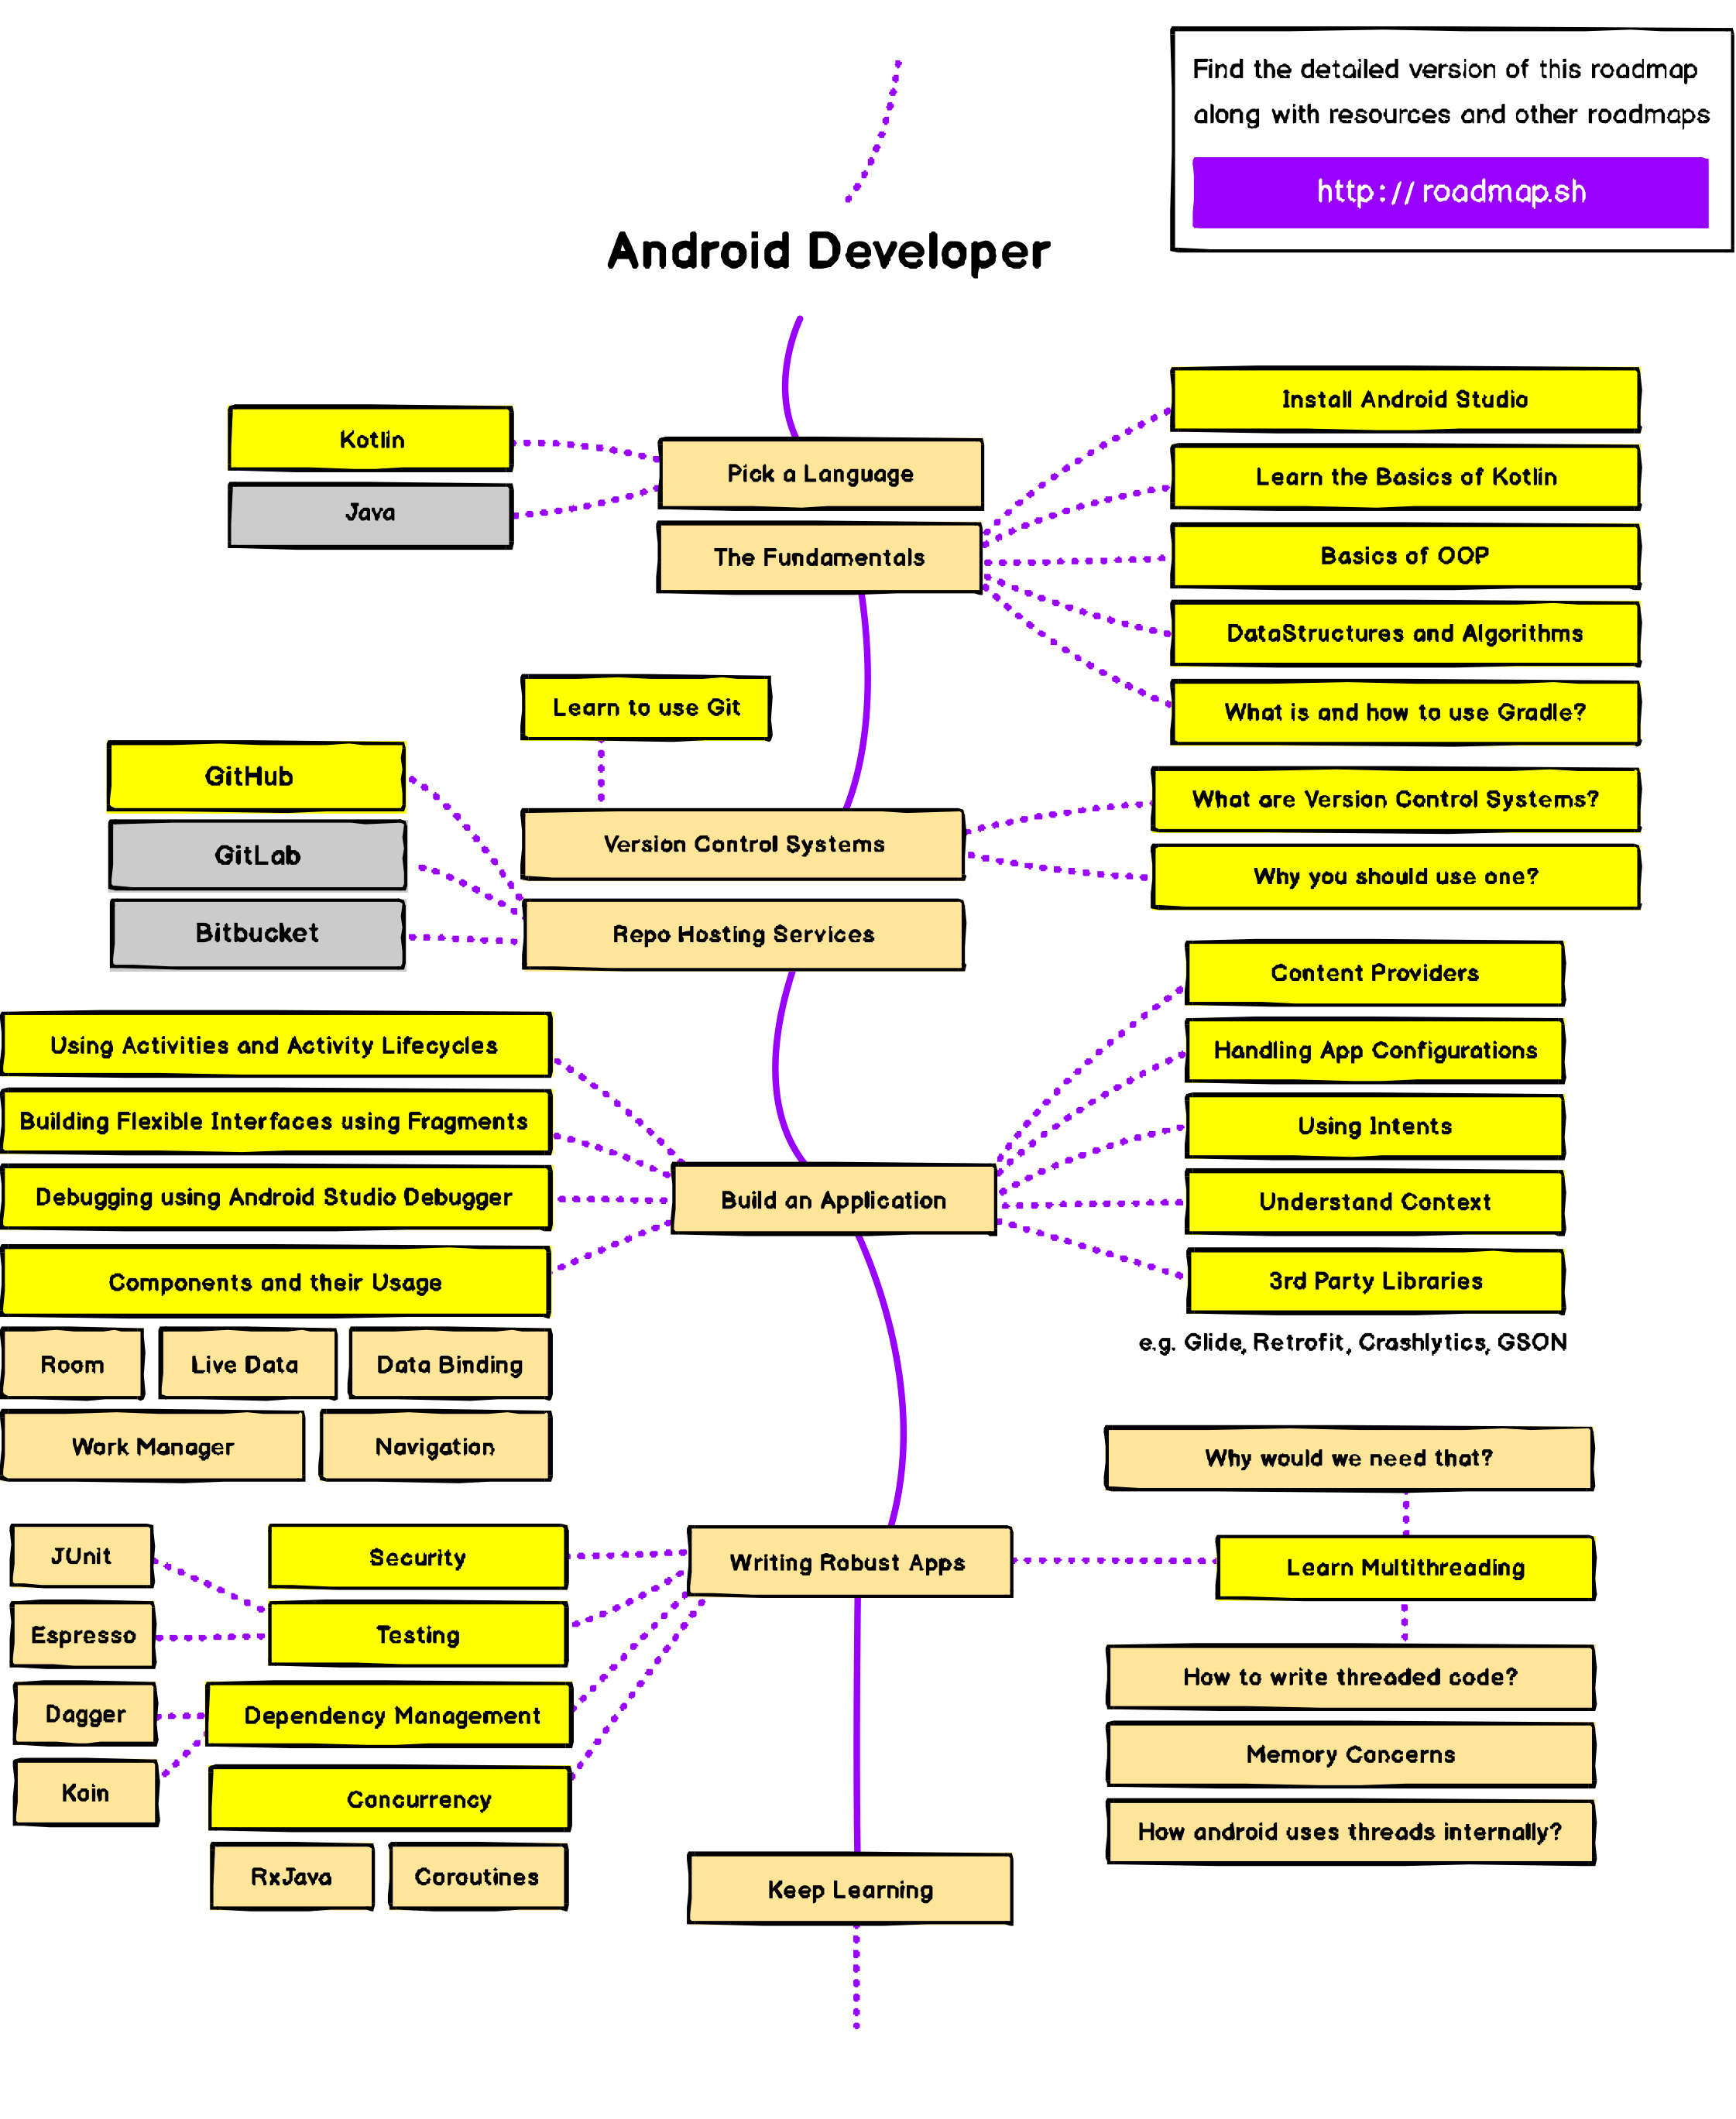 Find the detailed version of this roadmap
along with resources and other roadmaps
http://roadmap.sh
Android Developer
Kotlin
Java
Pick a Language
The Fundamentals
Install Android Studio
Learn the Basics of Kotlin
Basics of OOP
DataStructures and Algorithms
What is and how to use Gradle?
Learn to use Git
GitHub
GitLab
Bitbucket
Version Control Systems
Repo Hosting Services
What are Version Control Systems?
Why you should use one?
Using Activities and Activity Lifecycles
Building Flexible Interfaces using Fragments
Debugging using Android Studio Debugger
Components and their Usage
Room
Live Data
Data Binding
Work Manager
Navigation
Build an Application
Content Providers
Handling App Configurations
Using Intents
Understand Context
3rd Party Libraries
e.g. Glide, Retrofit, Crashlytics, GSON
JUnit
Espresso
Dagger
Koin
Security
Testing
Dependency Management
Concurrency
RxJava
Coroutines
Writing Robust Apps
Why would we need that?
Learn Multithreading
How to write threaded code?
Memory Concerns
How android uses threads internally?
Keep Learning